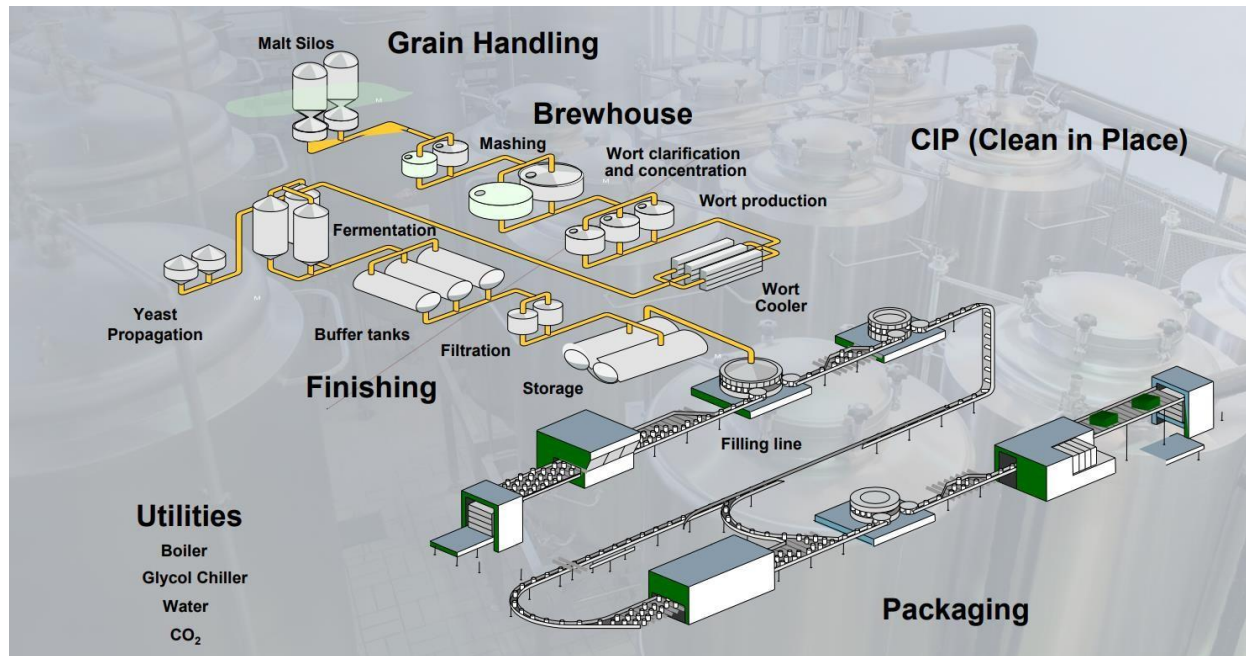 Malt Silos
Grain Handling
Brewhouse
Mashing
Wort clarification
and concentration
CIP (Clean in Place)
Wort production
Fermentation
Wort
Cooler
Yeast
Propagation
Buffer tanks
Filtration
Finishing
Storage
Filling line
Utilities
Boiler
Glycol Chiller
Water
CO₂
Packaging